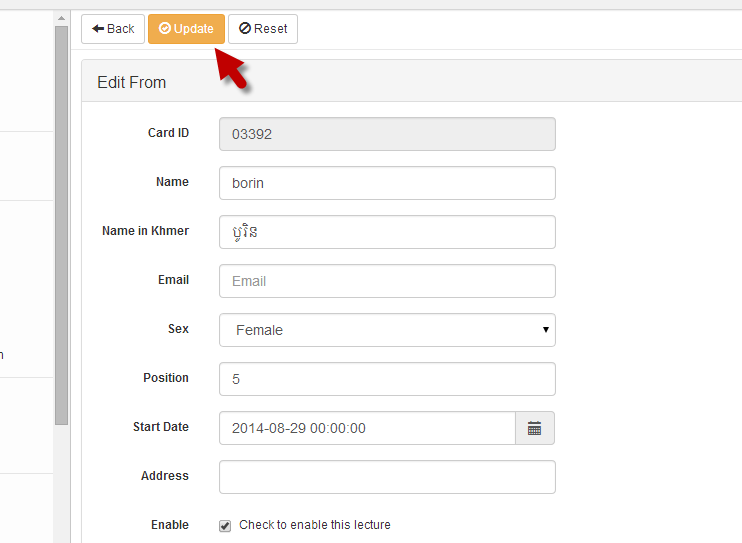 Back Update Reset
Edit From
Card ID 03392
Name borin
Name in Khmer បូរិន
Email Email
Sex Female
Position 5
Start Date 2014-08-29 00:00:00
Address
Enable Check to enable this lecture